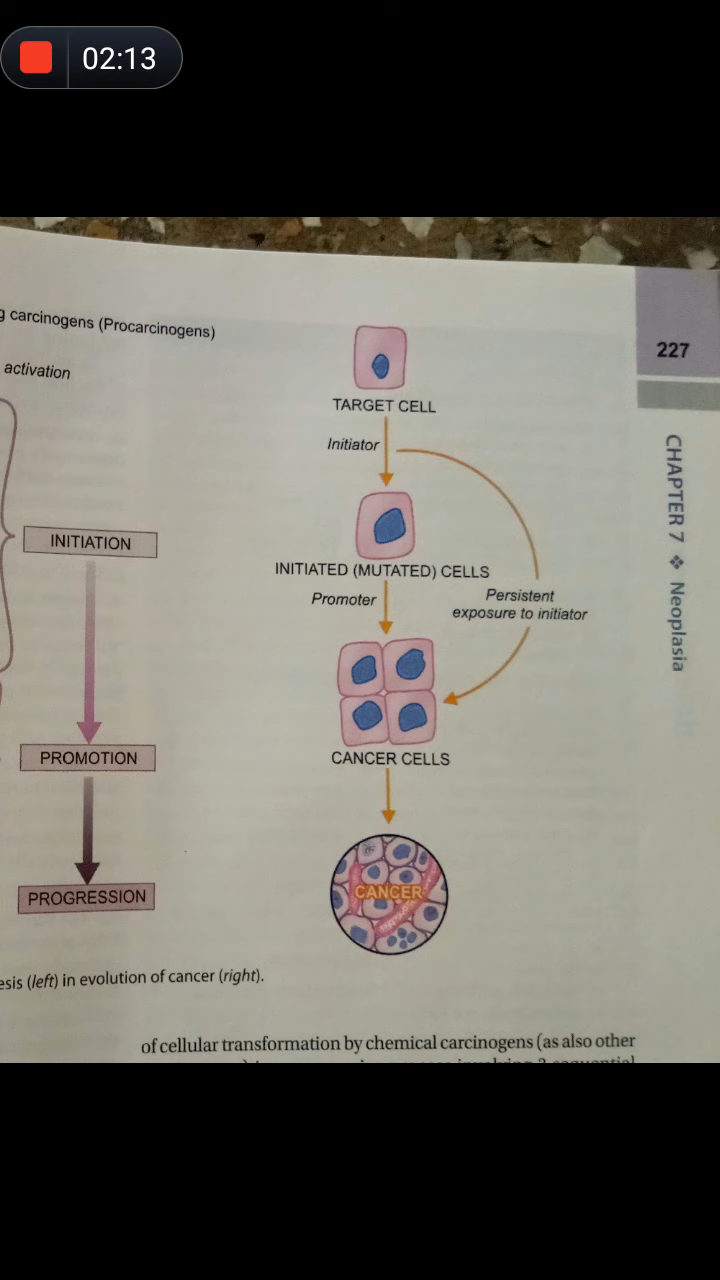 02:13
g carcinogens (Procarcinogens)
activation
INITIATION
PROMOTION
PROGRESSION
TARGET CELL
Initiator
INITIATED (MUTATED) CELLS
Promoter
Persistent
exposure to initiator
CANCER CELLS
CANCER
esis (left) in evolution of cancer (right).
of cellular transformation by chemical carcinogens (as also other
227
CHAPTER 7 ❖ Neoplasia